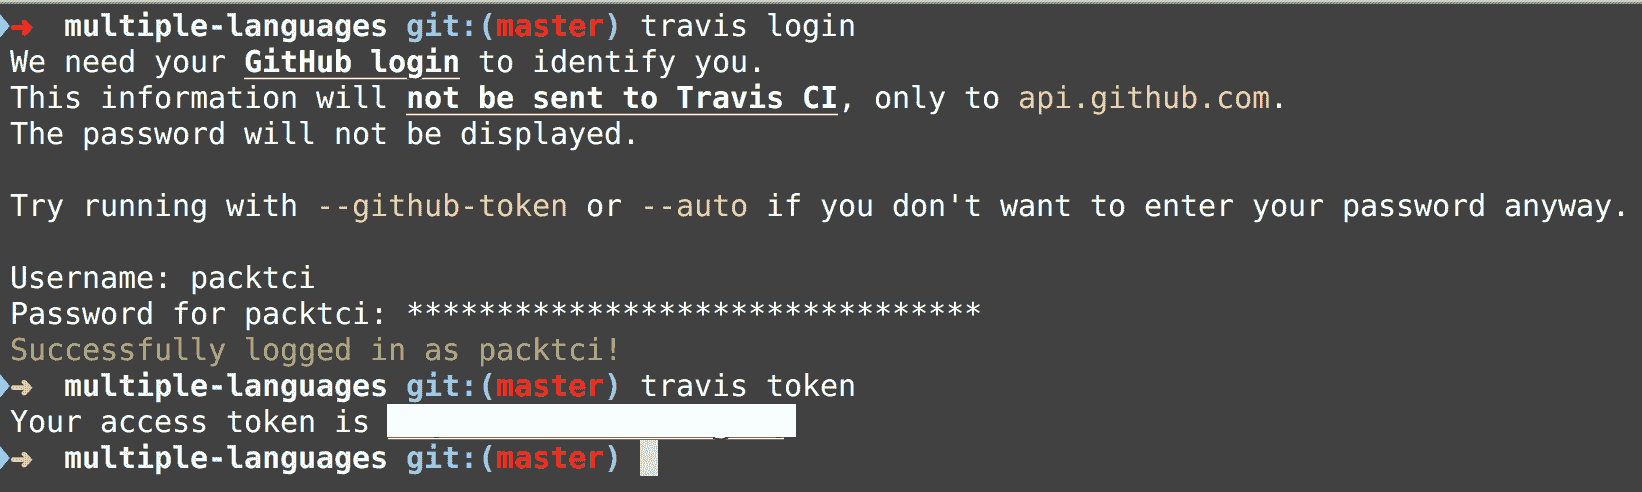 ➜ multiple-languages git:(master) travis login
We need your GitHub login to identify you.
This information will not be sent to Travis CI, only to api.github.com.
The password will not be displayed.
Try running with --github-token or --auto if you don't want to enter your password anyway.
Username: packtci
Password for packtci: ********************************
Successfully logged in as packtci!
➜ multiple-languages git:(master) travis token
Your access token is
➜ multiple-languages git:(master)